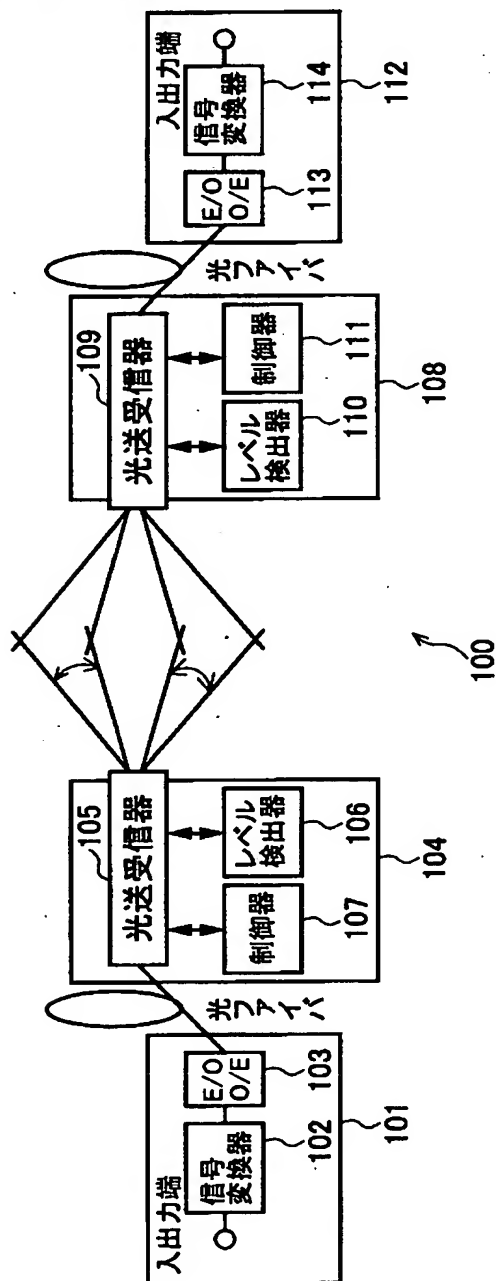 入出力端
信号
変換器
102
E/O
O/E
103
101
光ファイバ
105
光送受信器
制御器
107
レベル
検出器
106
104
100
109
光送受信器
レベル
検出器
110
制御器
111
108
光ファイバ
入出力端
E/O
O/E
113
信号
変換器
114
112